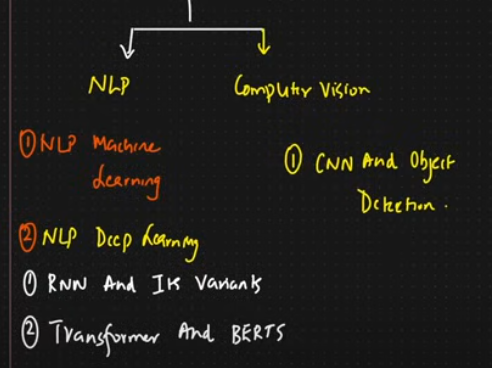 NLP
Computer Vision
① NLP Machine
Learning
② NLP Deep Learning
① RNN And Its Variants
② Transformer And BERTS
① CNN And Object
Detection.